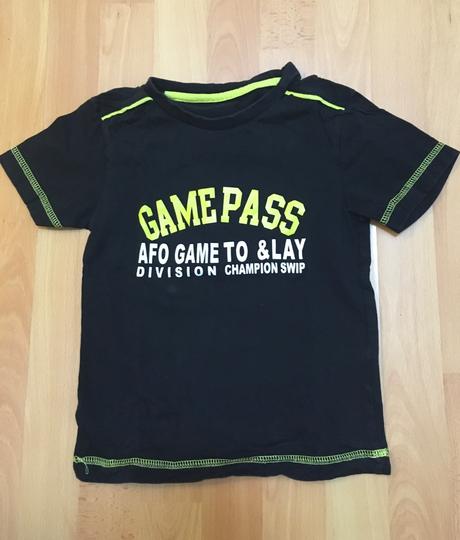 GAME PASS
AFO GAME TO &LAY
DIVISION CHAMPION SWIP